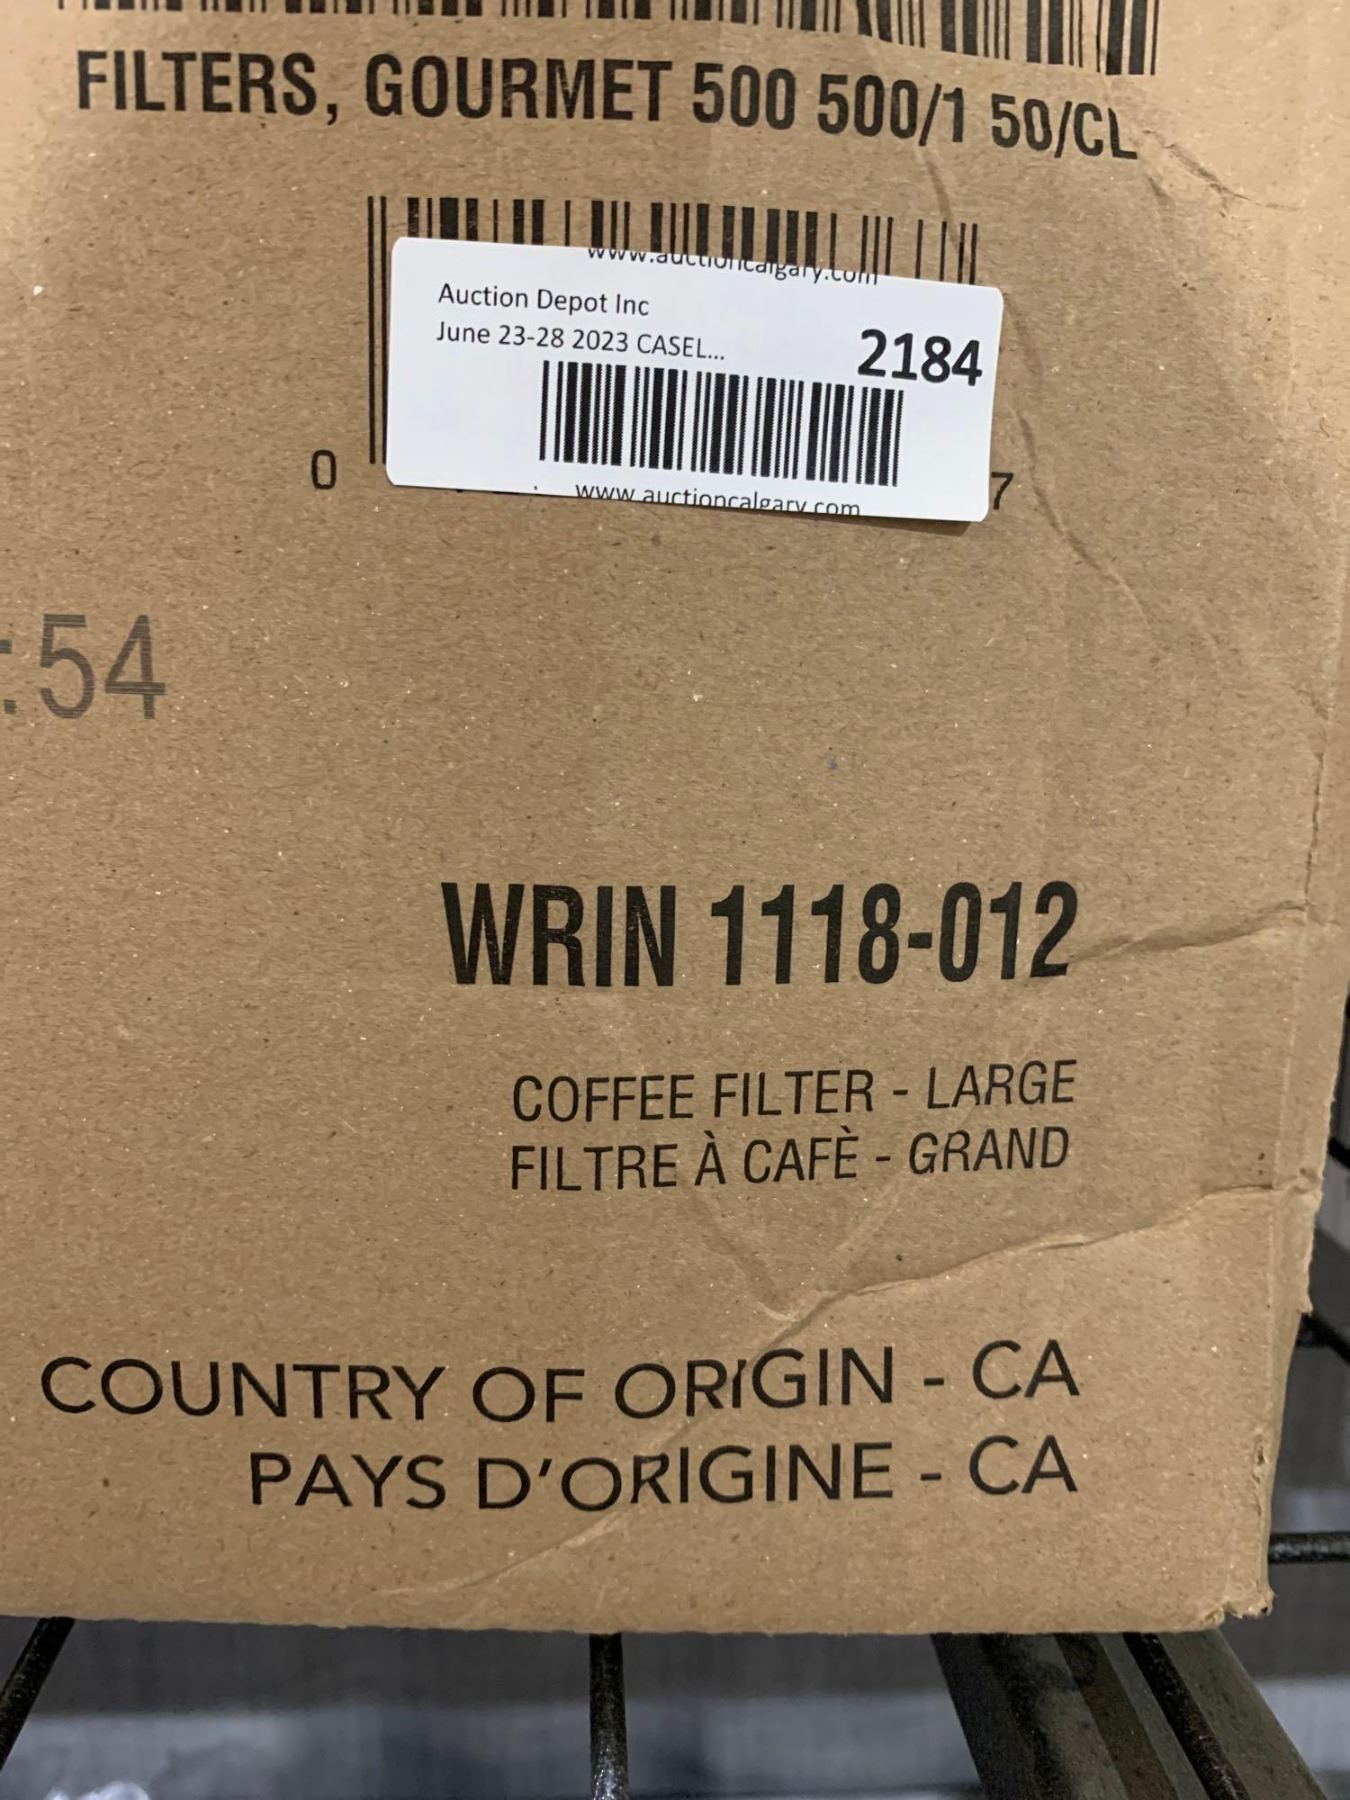 FILTERS, GOURMET 500 500/1 50/CL
www.auctioncalgary.com
Auction Depot Inc
June 23-28 2023 CASEL...
2184
0
7
www.auctioncalgary.com
:54
WRIN 1118-012
COFFEE FILTER - LARGE
FILTRE À CAFÈ - GRAND
COUNTRY OF ORIGIN - CA
PAYS D'ORIGINE - CA